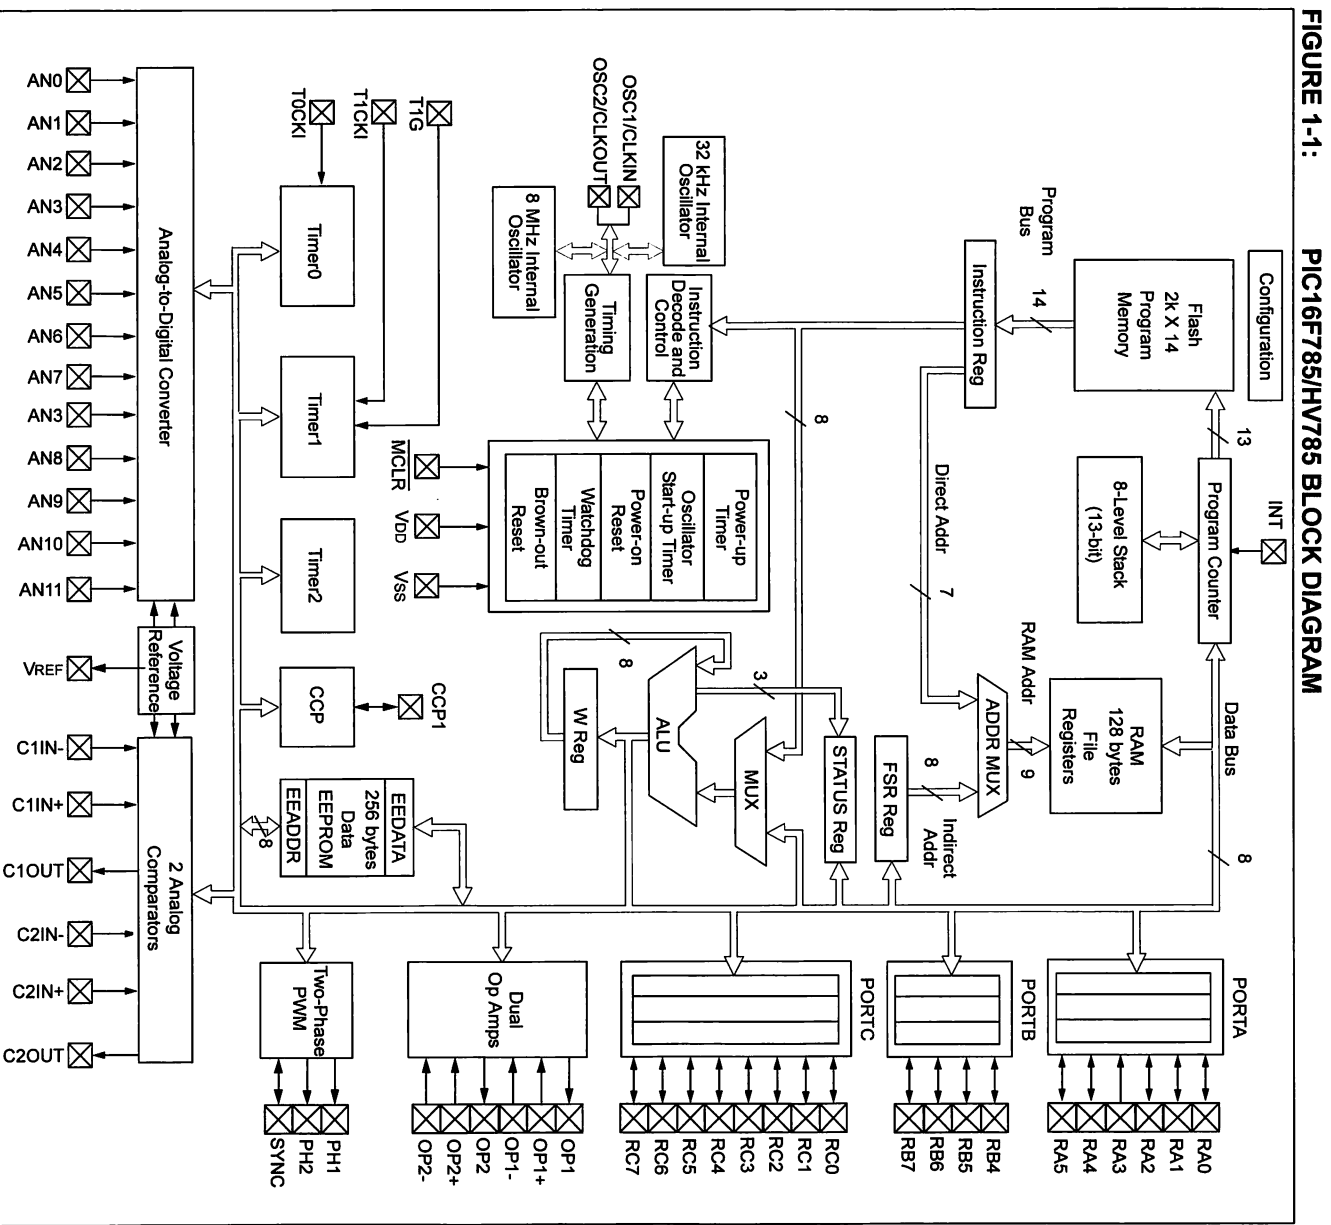 FIGURE 1-1: PIC16F785/HV785 BLOCK DIAGRAM
Configuration
INT
13
Program Counter
Data Bus
8
PORTA
RA0
RA1
RA2
RA3
RA4
RA5
Flash
2k X 14
Program
Memory
8-Level Stack
(13-bit)
RAM
128 bytes
File
Registers
Program
Bus
14
RAM Addr
9
PORTB
RB4
RB5
RB6
RB7
Instruction Reg
ADDR MUX
Direct Addr
7
8
Indirect
Addr
FSR Reg
STATUS Reg
8
3
MUX
PORTC
RC0
RC1
RC2
RC3
RC4
RC5
RC6
RC7
32 kHz Internal
Oscillator
Instruction
Decode and
Control
Power-up
Timer
Oscillator
Start-up Timer
Power-on
Reset
Watchdog
Timer
Brown-out
Reset
ALU
8
W Reg
OSC1/CLKIN
OSC2/CLKOUT
Timing
Generation
8 MHz Internal
Oscillator
Dual
Op Amps
OP1
OP1+
OP1-
OP2
OP2+
OP2-
T1G
T1CKI
T0CKI
MCLR
VDD
VSS
CCP1
EEDATA
256 bytes
Data
EEPROM
EEADDR
8
Timer0
Timer1
Timer2
CCP
Two-Phase
PWM
PH1
PH2
SYNC
Analog-to-Digital Converter
Voltage
Reference
2 Analog
Comparators
AN0
AN1
AN2
AN3
AN4
AN5
AN6
AN7
AN3
AN8
AN9
AN10
AN11
VREF
C1IN-
C1IN+
C1OUT
C2IN-
C2IN+
C2OUT